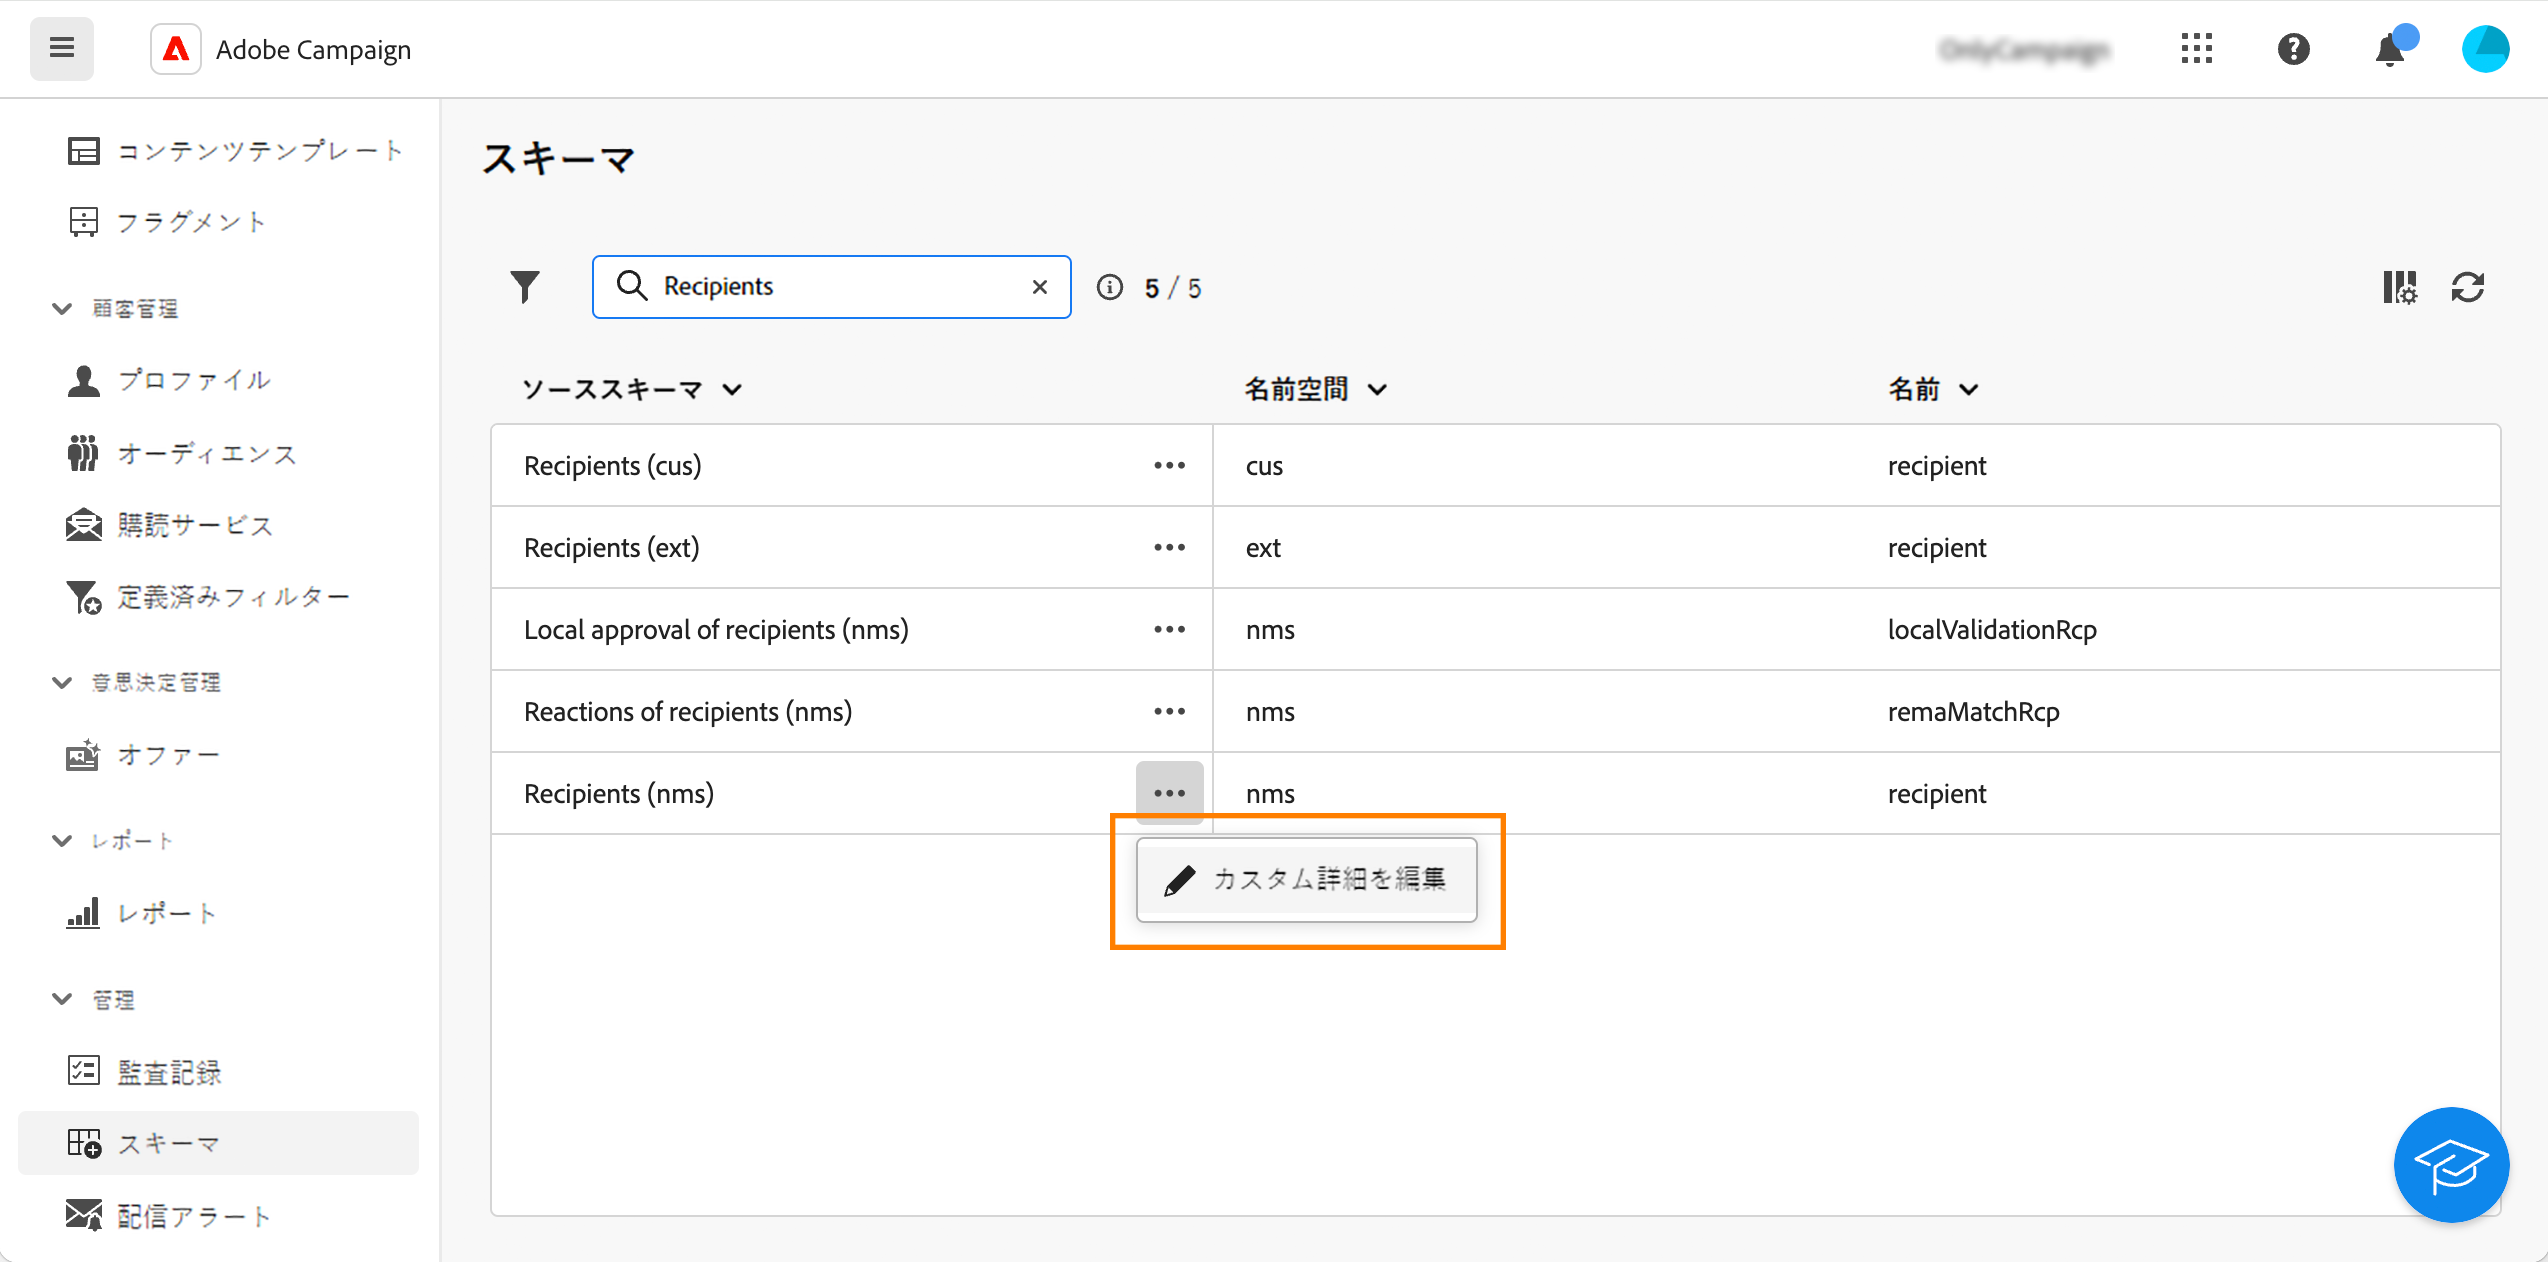 Adobe Campaign
コンテンツテンプレート
フラグメント
顧客管理
プロファイル
オーディエンス
購読サービス
定義済みフィルター
意思決定管理
オファー
レポート
レポート
管理
監査記録
スキーマ
配信アラート
スキーマ
Recipients
5 / 5
ソーススキーマ 名前空間 名前
Recipients (cus) cus recipient
Recipients (ext) ext recipient
Local approval of recipients (nms) nms localValidationRcp
Reactions of recipients (nms) nms remaMatchRcp
Recipients (nms) nms recipient
カスタム詳細を編集